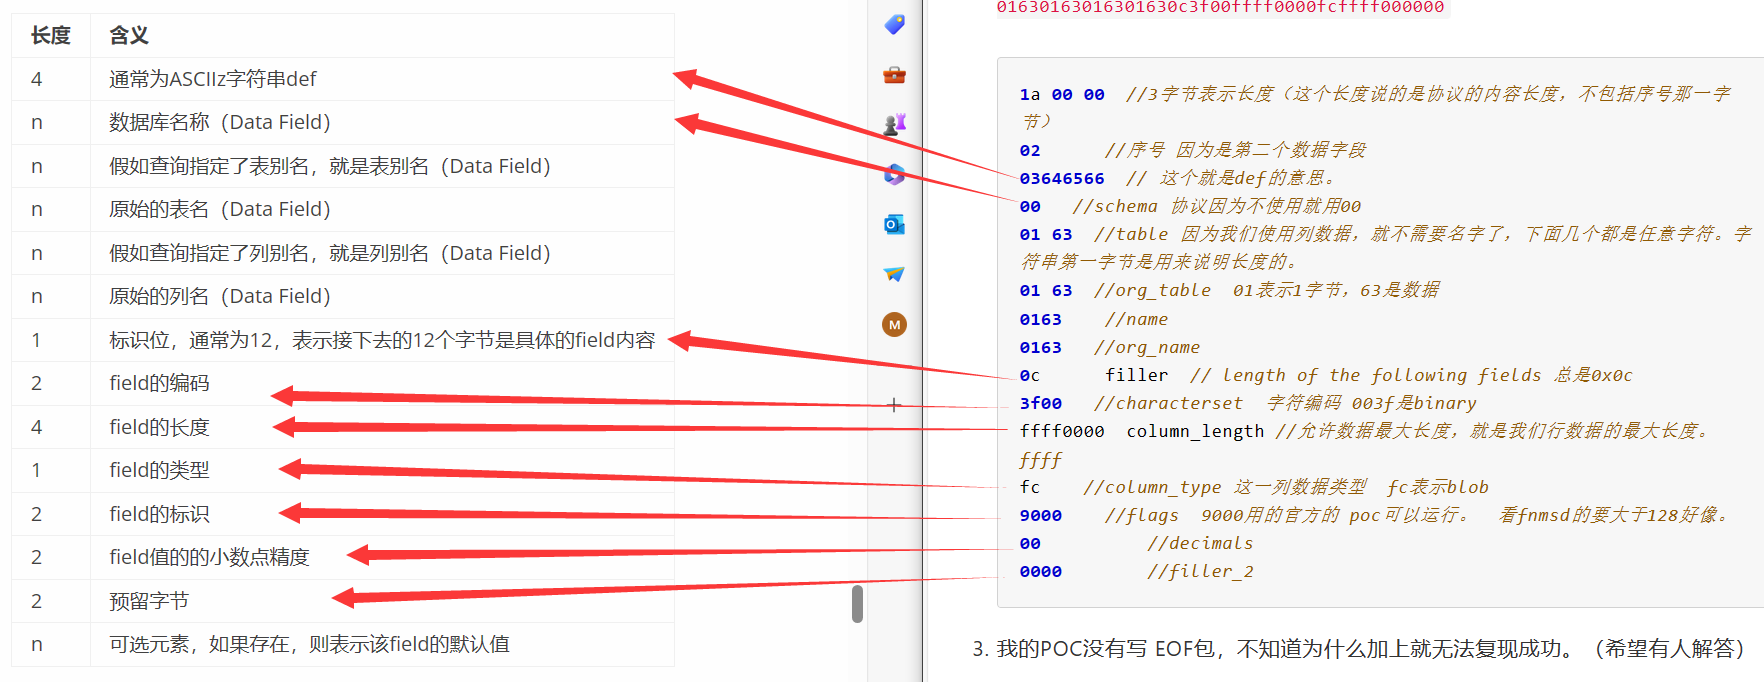 长度 含义
4 通常为ASCIIz字符串def
n 数据库名称（Data Field）
n 假如查询指定了表别名，就是表别名（Data Field）
n 原始的表名（Data Field）
n 假如查询指定了列别名，就是列别名（Data Field）
n 原始的列名（Data Field）
1 标识位，通常为12，表示接下去的12个字节是具体的field内容
2 field的编码
4 field的长度
1 field的类型
2 field的标识
2 field值的的小数点精度
2 预留字节
n 可选元素，如果存在，则表示该field的默认值
M
01630163016301630c3f00ffff0000fcffff000000
1a 00 00 //3字节表示长度（这个长度说的是协议的内容长度，不包括序号那一字
节）
02 //序号 因为是第二个数据字段
03646566 // 这个就是def的意思。
00 //schema 协议因为不使用就用00
01 63 //table 因为我们使用列数据，就不需要名字了，下面几个都是任意字符。字
符串第一字节是用来说明长度的。
01 63 //org_table 01表示1字节，63是数据
0163 //name
0163 //org_name
0c filler // length of the following fields 总是0x0c
3f00 //characterset 字符编码 003f是binary
ffff0000 column_length //允许数据最大长度，就是我们行数据的最大长度。
ffff
fc //column_type 这一列数据类型 fc表示blob
9000 //flags 9000用的官方的 poc可以运行。 看fnmsd的要大于128好像。
00 //decimals
0000 //filler_2
3. 我的POC没有写 EOF包，不知道为什么加上就无法复现成功。（希望有人解答）